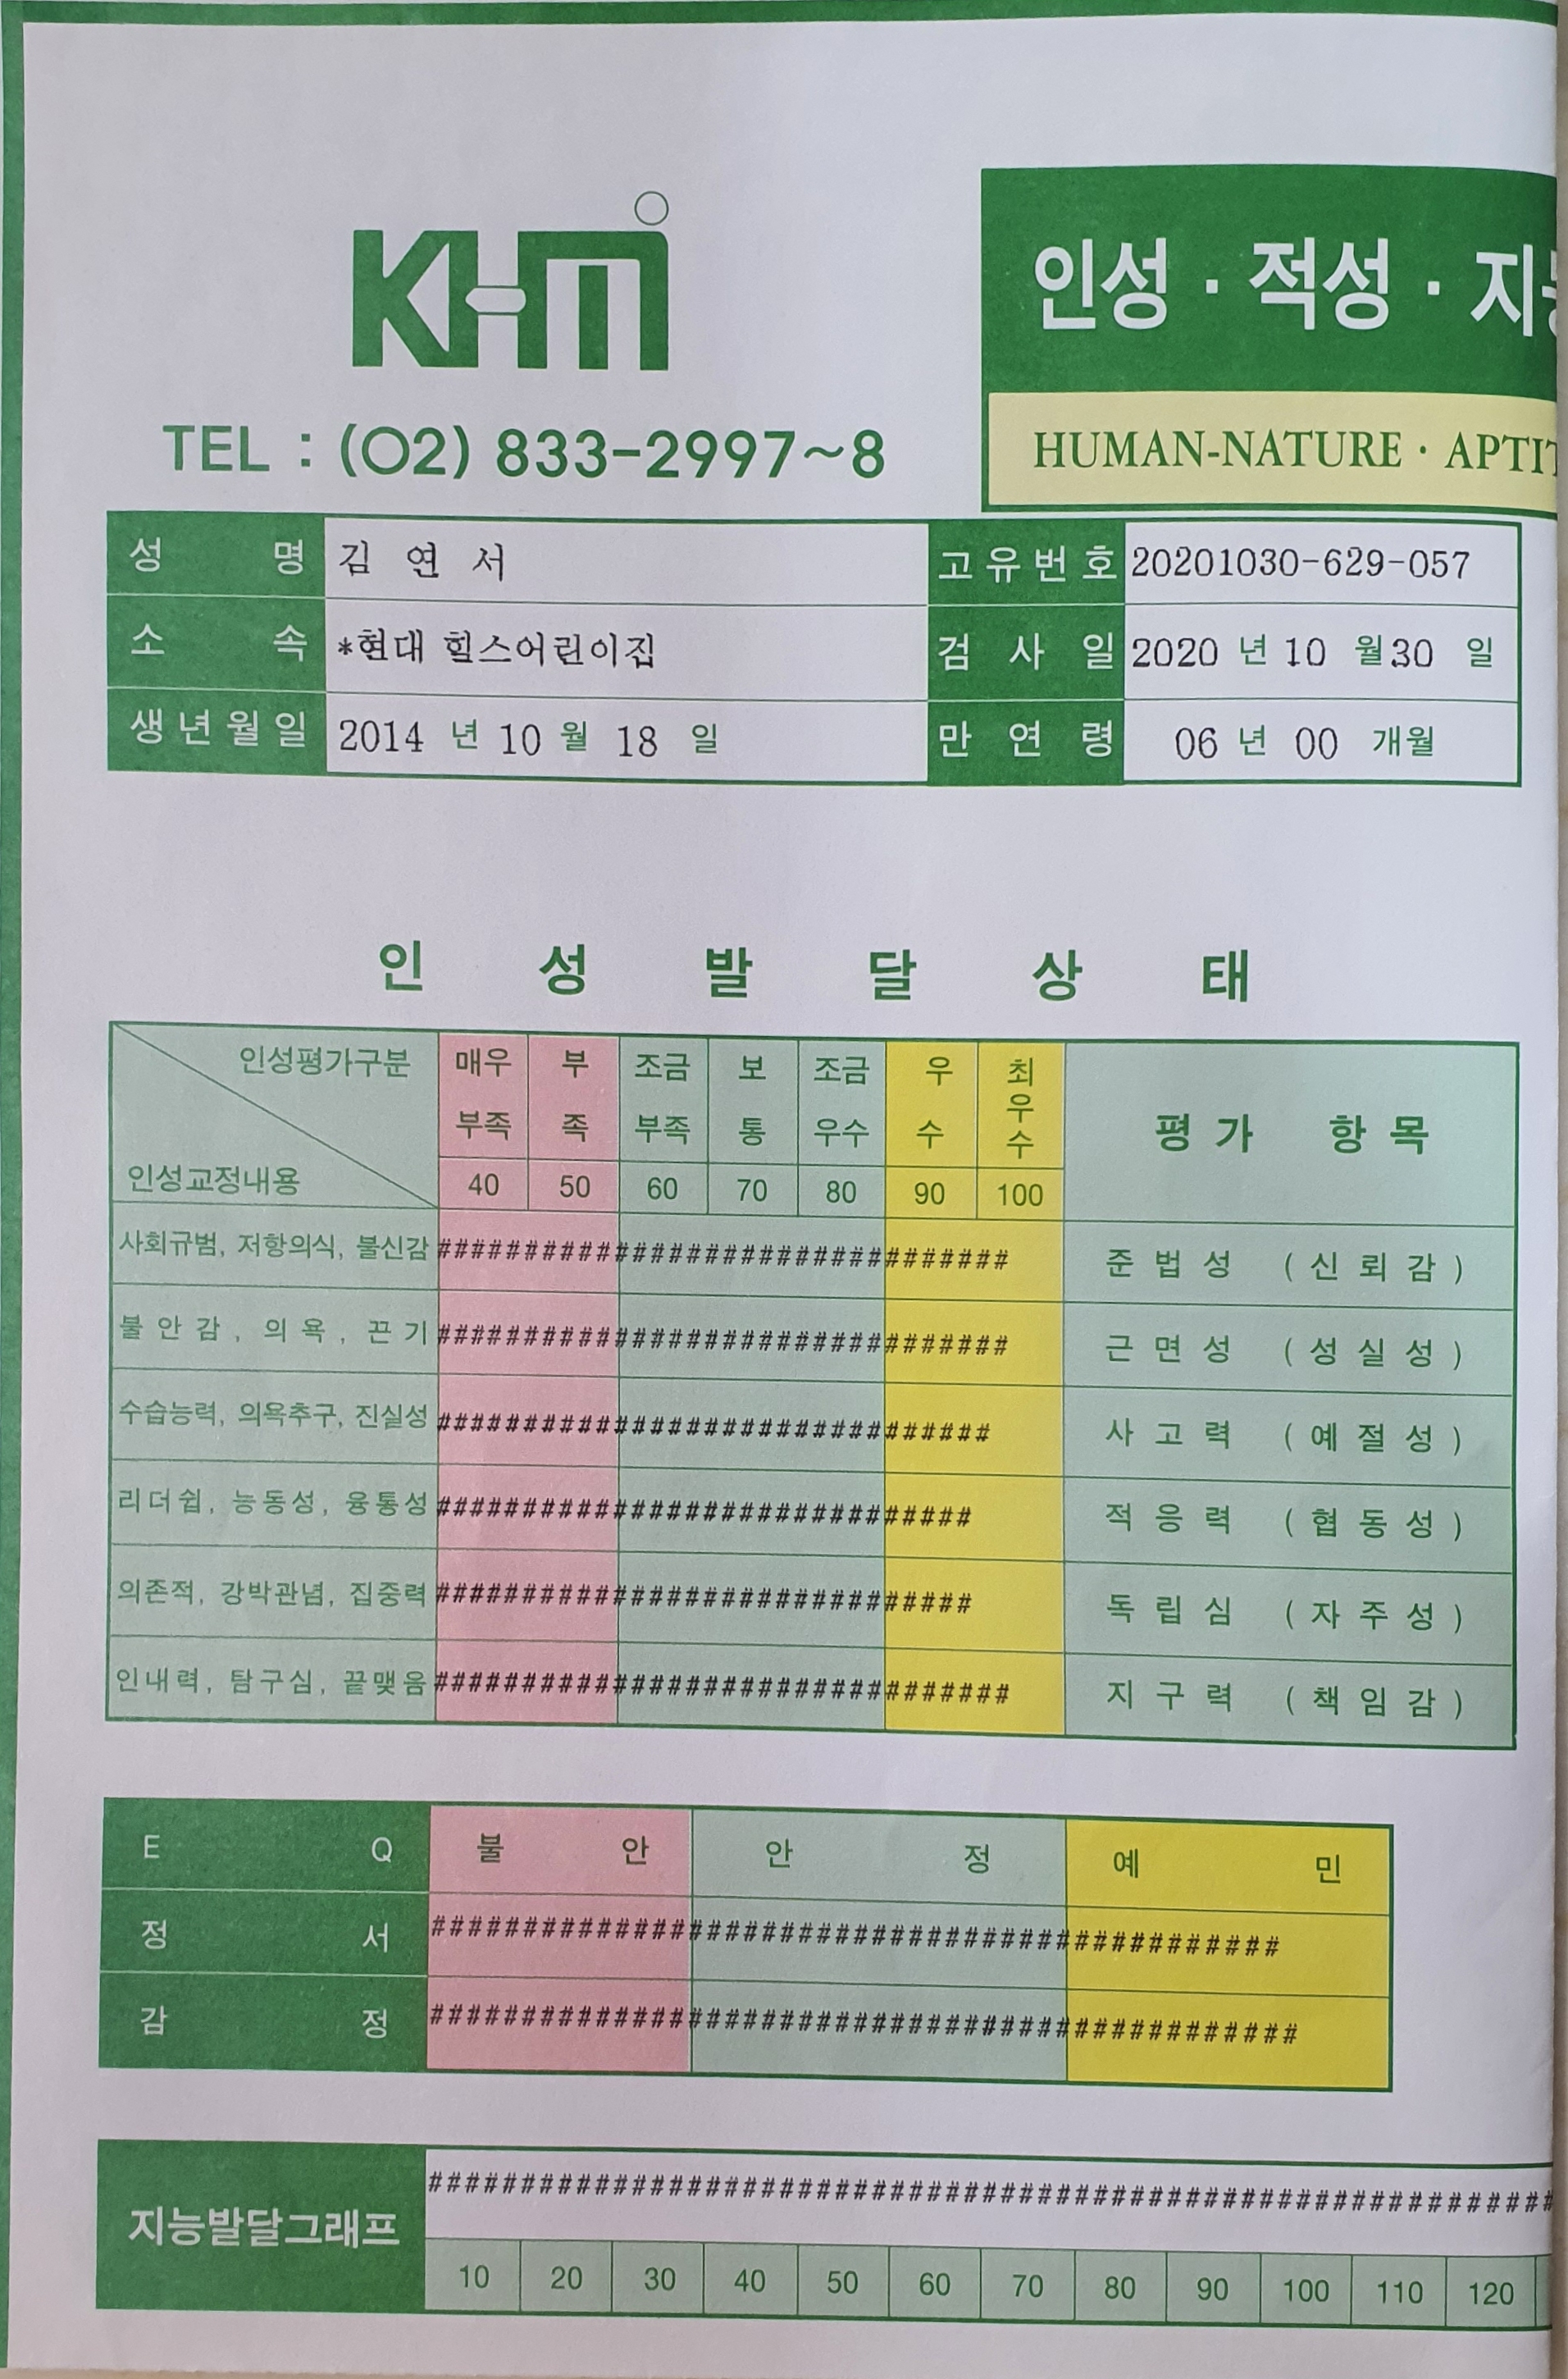 KHM
TEL : (02) 833-2997~8
인성 · 적성 · 지
HUMAN-NATURE · APTIT
성 명 김 연 서 고유번호 20201030-629-057
소 속 *현대 힐스어린이집 검 사 일 2020 년 10 월 30 일
생년월일 2014 년 10 월 18 일 만 연 령 06 년 00 개월
인 성 발 달 상 태
인성평가구분 매우 부족 부족 조금 부족 보통 조금 우수 우수 최우수 평 가 항 목
인성교정내용 40 50 60 70 80 90 100
사회규범, 저항의식, 불신감 ################################ 준 법 성 ( 신 뢰 감 )
불 안 감 , 의 욕 , 끈 기 ################################ 근 면 성 ( 성 실 성 )
수습능력, 의욕추구, 진실성 ############################### 사 고 력 ( 예 절 성 )
리더쉽, 능동성, 융통성 ############################## 적 응 력 ( 협 동 성 )
의존적, 강박관념, 집중력 ############################## 독 립 심 ( 자 주 성 )
인내력, 탐구심, 끝맺음 ################################ 지 구 력 ( 책 임 감 )
E Q 불 안 안 정 예 민
정 서 ##############################################
감 정 ###############################################
지능발달그래프 #############################################################
10 20 30 40 50 60 70 80 90 100 110 120